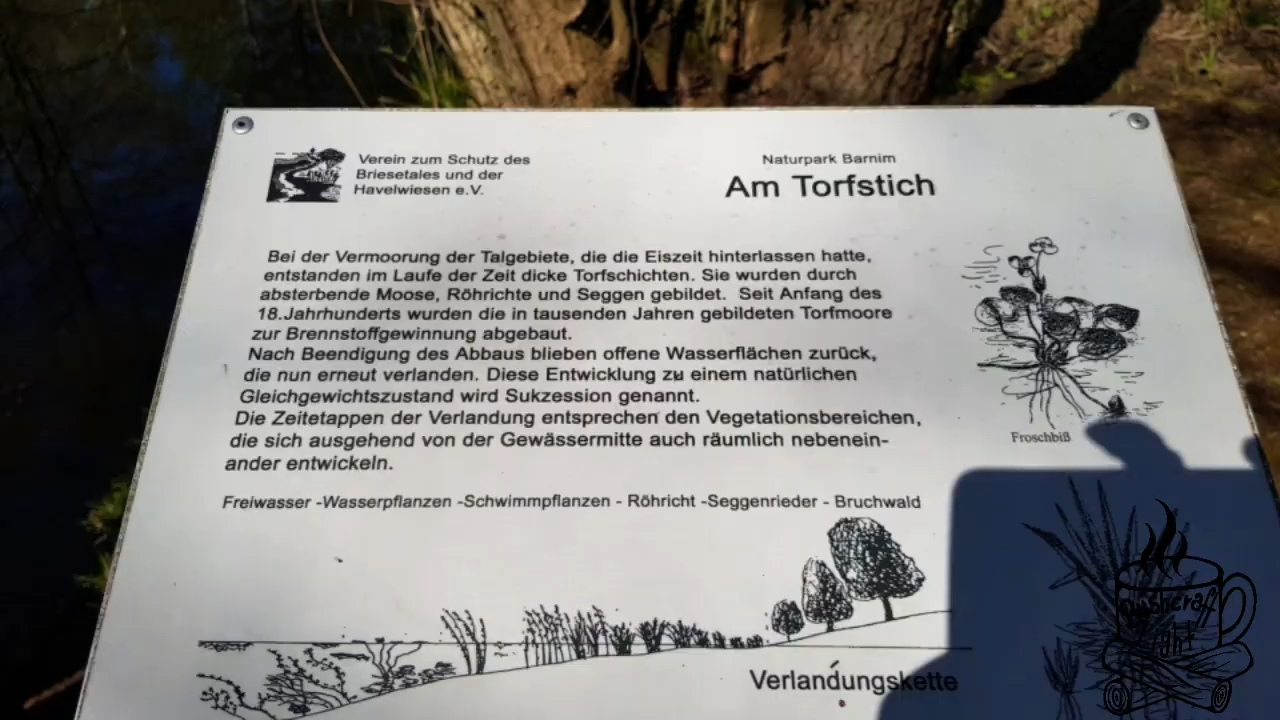 Verein zum Schutz des
Briesetales und der
Havelwiesen e.V.
Naturpark Barnim
Am Torfstich
Bei der Vermoorung der Talgebiete, die die Eiszeit hinterlassen hatte,
entstanden im Laufe der Zeit dicke Torfschichten. Sie wurden durch
absterbende Moose, Röhrichte und Seggen gebildet. Seit Anfang des
18.Jahrhunderts wurden die in tausenden Jahren gebildeten Torfmoore
zur Brennstoffgewinnung abgebaut.
Nach Beendigung des Abbaus blieben offene Wasserflächen zurück,
die nun erneut verlanden. Diese Entwicklung zu einem natürlichen
Gleichgewichtszustand wird Sukzession genannt.
Die Zeitetappen der Verlandung entsprechen den Vegetationsbereichen,
die sich ausgehend von der Gewässermitte auch räumlich nebenein-
ander entwickeln.
Froschbiß
Freiwasser -Wasserpflanzen -Schwimmpflanzen - Röhricht -Seggenrieder - Bruchwald
Verlandungskette